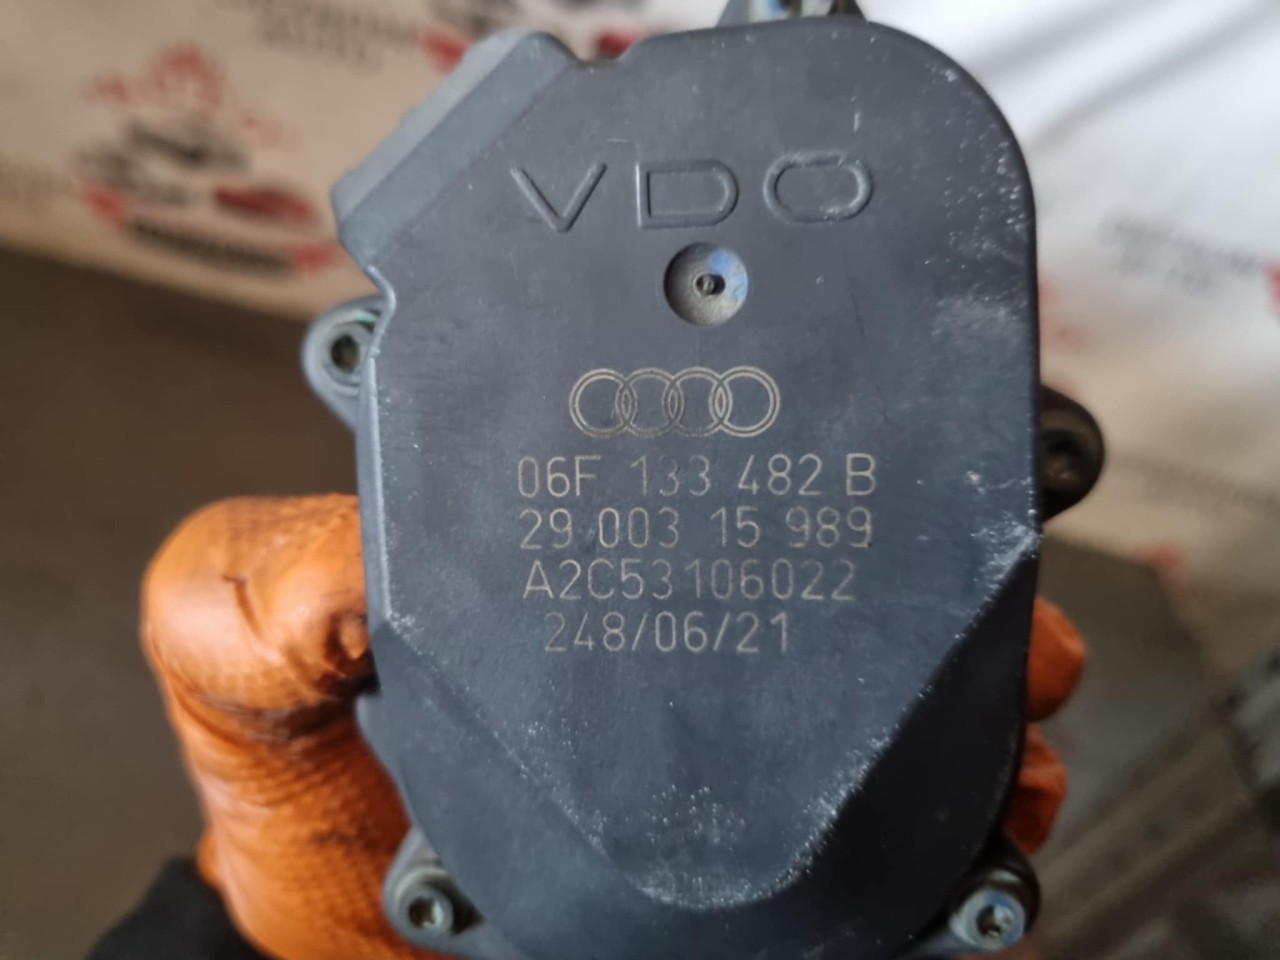 VDO
06F 133 482 B
29 003 15 989
A2C53106022
248/06/21